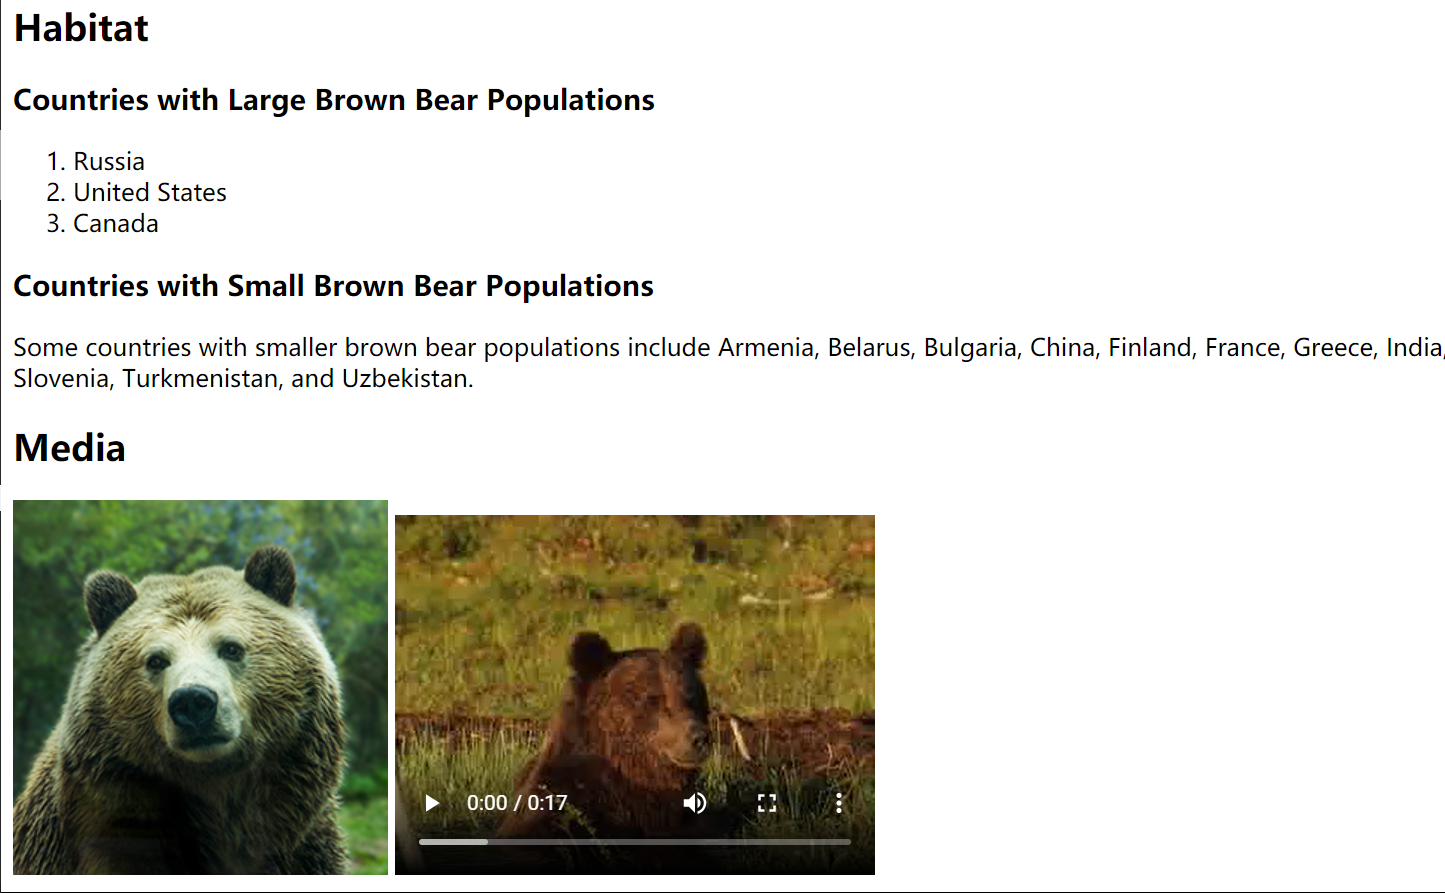 Habitat
Countries with Large Brown Bear Populations
1. Russia
2. United States
3. Canada
Countries with Small Brown Bear Populations
Some countries with smaller brown bear populations include Armenia, Belarus, Bulgaria, China, Finland, France, Greece, India,
Slovenia, Turkmenistan, and Uzbekistan.
Media
0:00 / 0:17